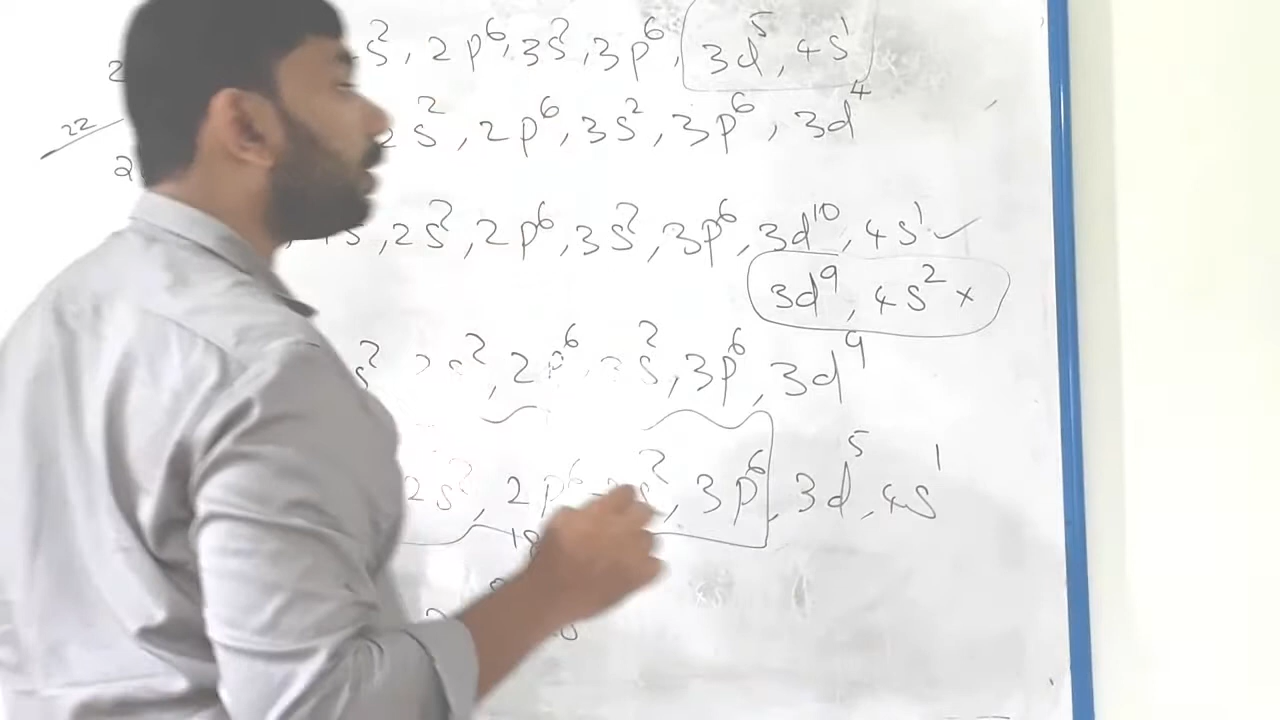 s², 2p⁶, 3s², 3p⁶, 3d⁵, 4s¹
22
2s², 2p⁶, 3s², 3p⁶, 3d⁴
, 2s², 2p⁶, 3s², 3p⁶, 3d¹⁰, 4s¹ ✓
3d⁹, 4s² ×
s², 2s², 2p⁶, 3s², 3p⁶, 3d⁹
2s², 2p⁶, 3s², 3p⁶, 3d⁵, 4s¹